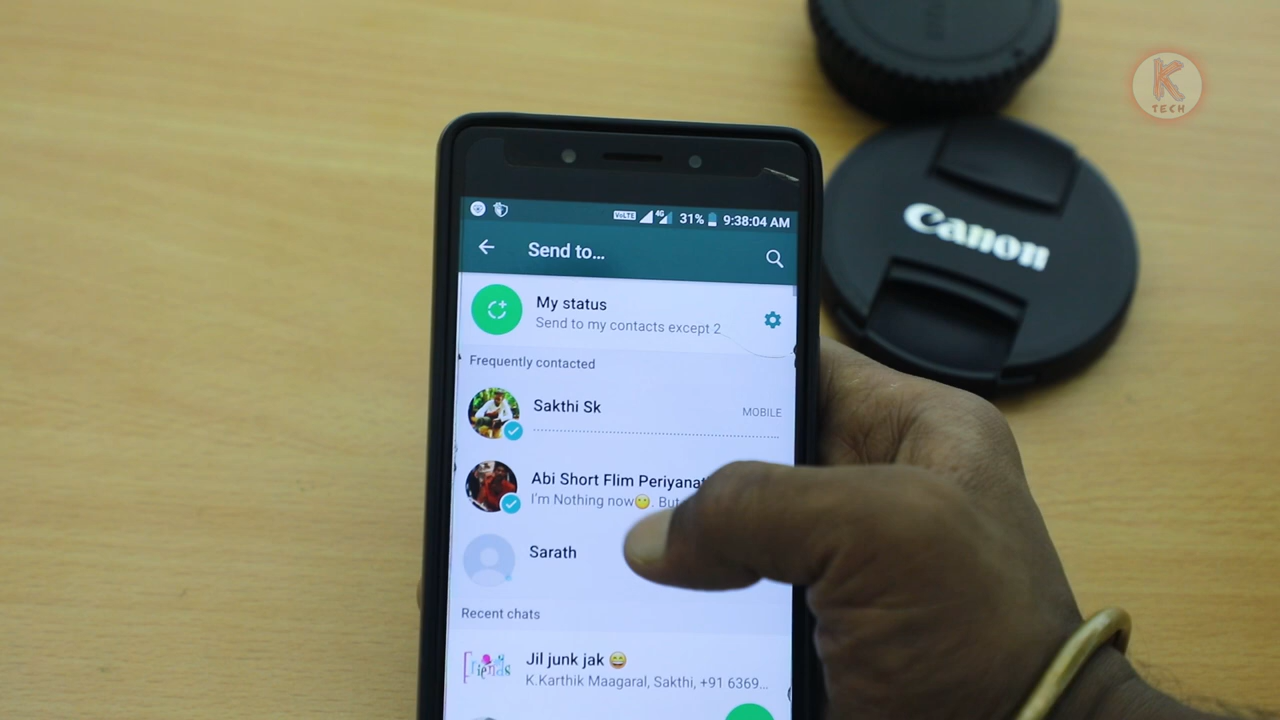 K
TECH
Canon
VoLTE 4G 31% 9:38:04 AM
Send to...
My status
Send to my contacts except 2
Frequently contacted
Sakthi Sk
MOBILE
Abi Short Flim Periyanat
I'm Nothing now😶. But
Sarath
Recent chats
Friends
Jil junk jak 😄
K.Karthik Maagaral, Sakthi, +91 6369...